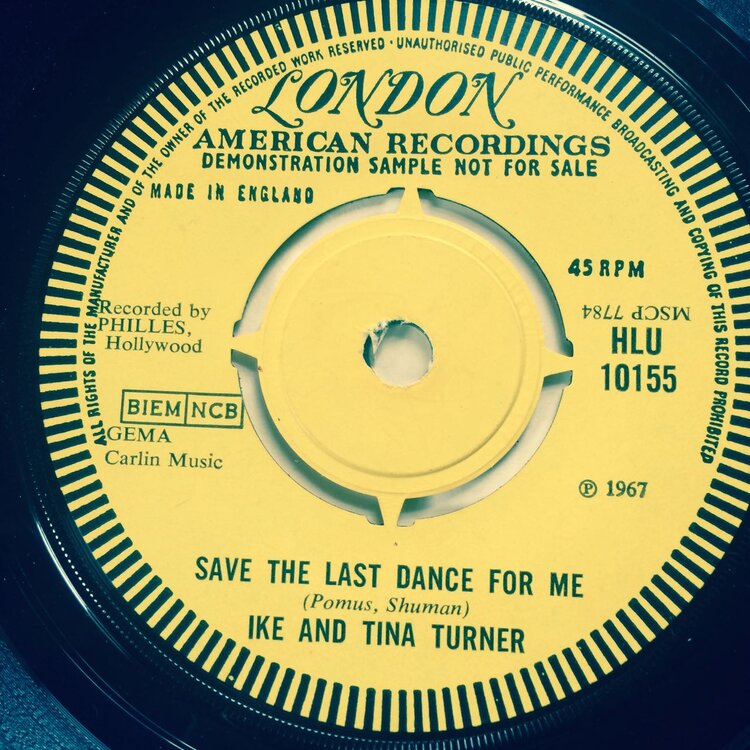 ALL RIGHTS OF THE MANUFACTURER AND OF THE OWNER OF THE RECORDED WORK RESERVED · UNAUTHORISED PUBLIC PERFORMANCE BROADCASTING AND COPYING OF THIS RECORD PROHIBITED
LONDON
AMERICAN RECORDINGS
DEMONSTRATION SAMPLE NOT FOR SALE
MADE IN ENGLAND
45 RPM
Recorded by
PHILLES,
Hollywood
MSCP 7784
HLU
10155
BIEM NCB
GEMA
Carlin Music
℗ 1967
SAVE THE LAST DANCE FOR ME
(Pomus, Shuman)
IKE AND TINA TURNER